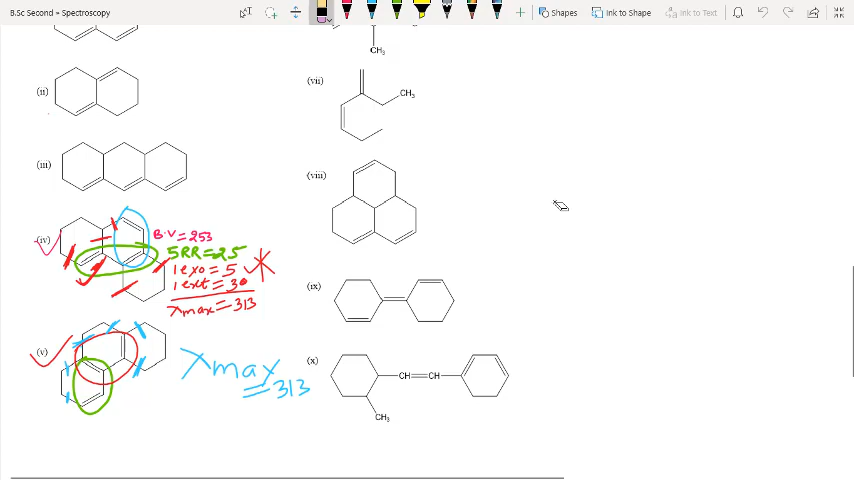 B.Sc Second » Spectroscopy
Shapes
Ink to Shape
Ink to Text
CH₃
(ii)
(vii)
CH₃
(iii)
(viii)
(iv)
B.V = 253
5RR = 25
1 exo = 5
1 ext = 30
λmax = 313
(ix)
(v)
λmax = 313
(x)
CH=CH
CH₃